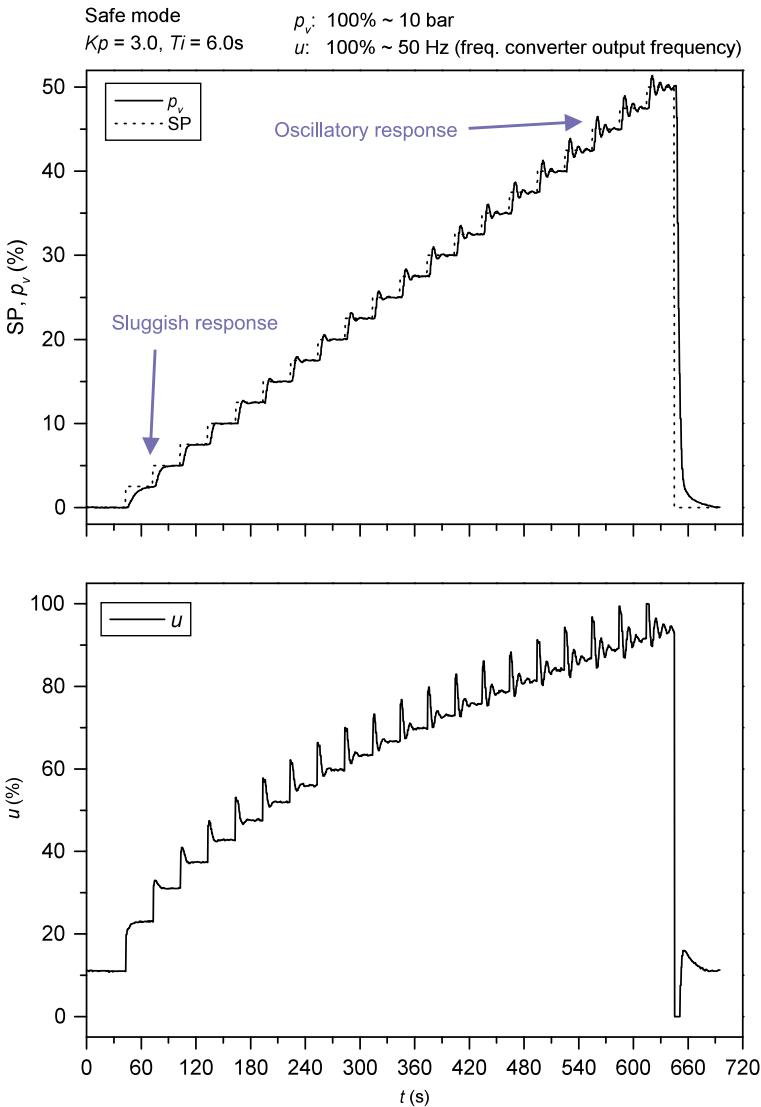 Safe mode
Kp = 3.0, Ti = 6.0s
pv: 100% ~ 10 bar
u: 100% ~ 50 Hz (freq. converter output frequency)
50
40
30
20
10
0
SP, pv (%)
pv
SP
Oscillatory response
Sluggish response
100
80
60
40
20
0
u (%)
u
0 60 120 180 240 300 360 420 480 540 600 660 720
t (s)